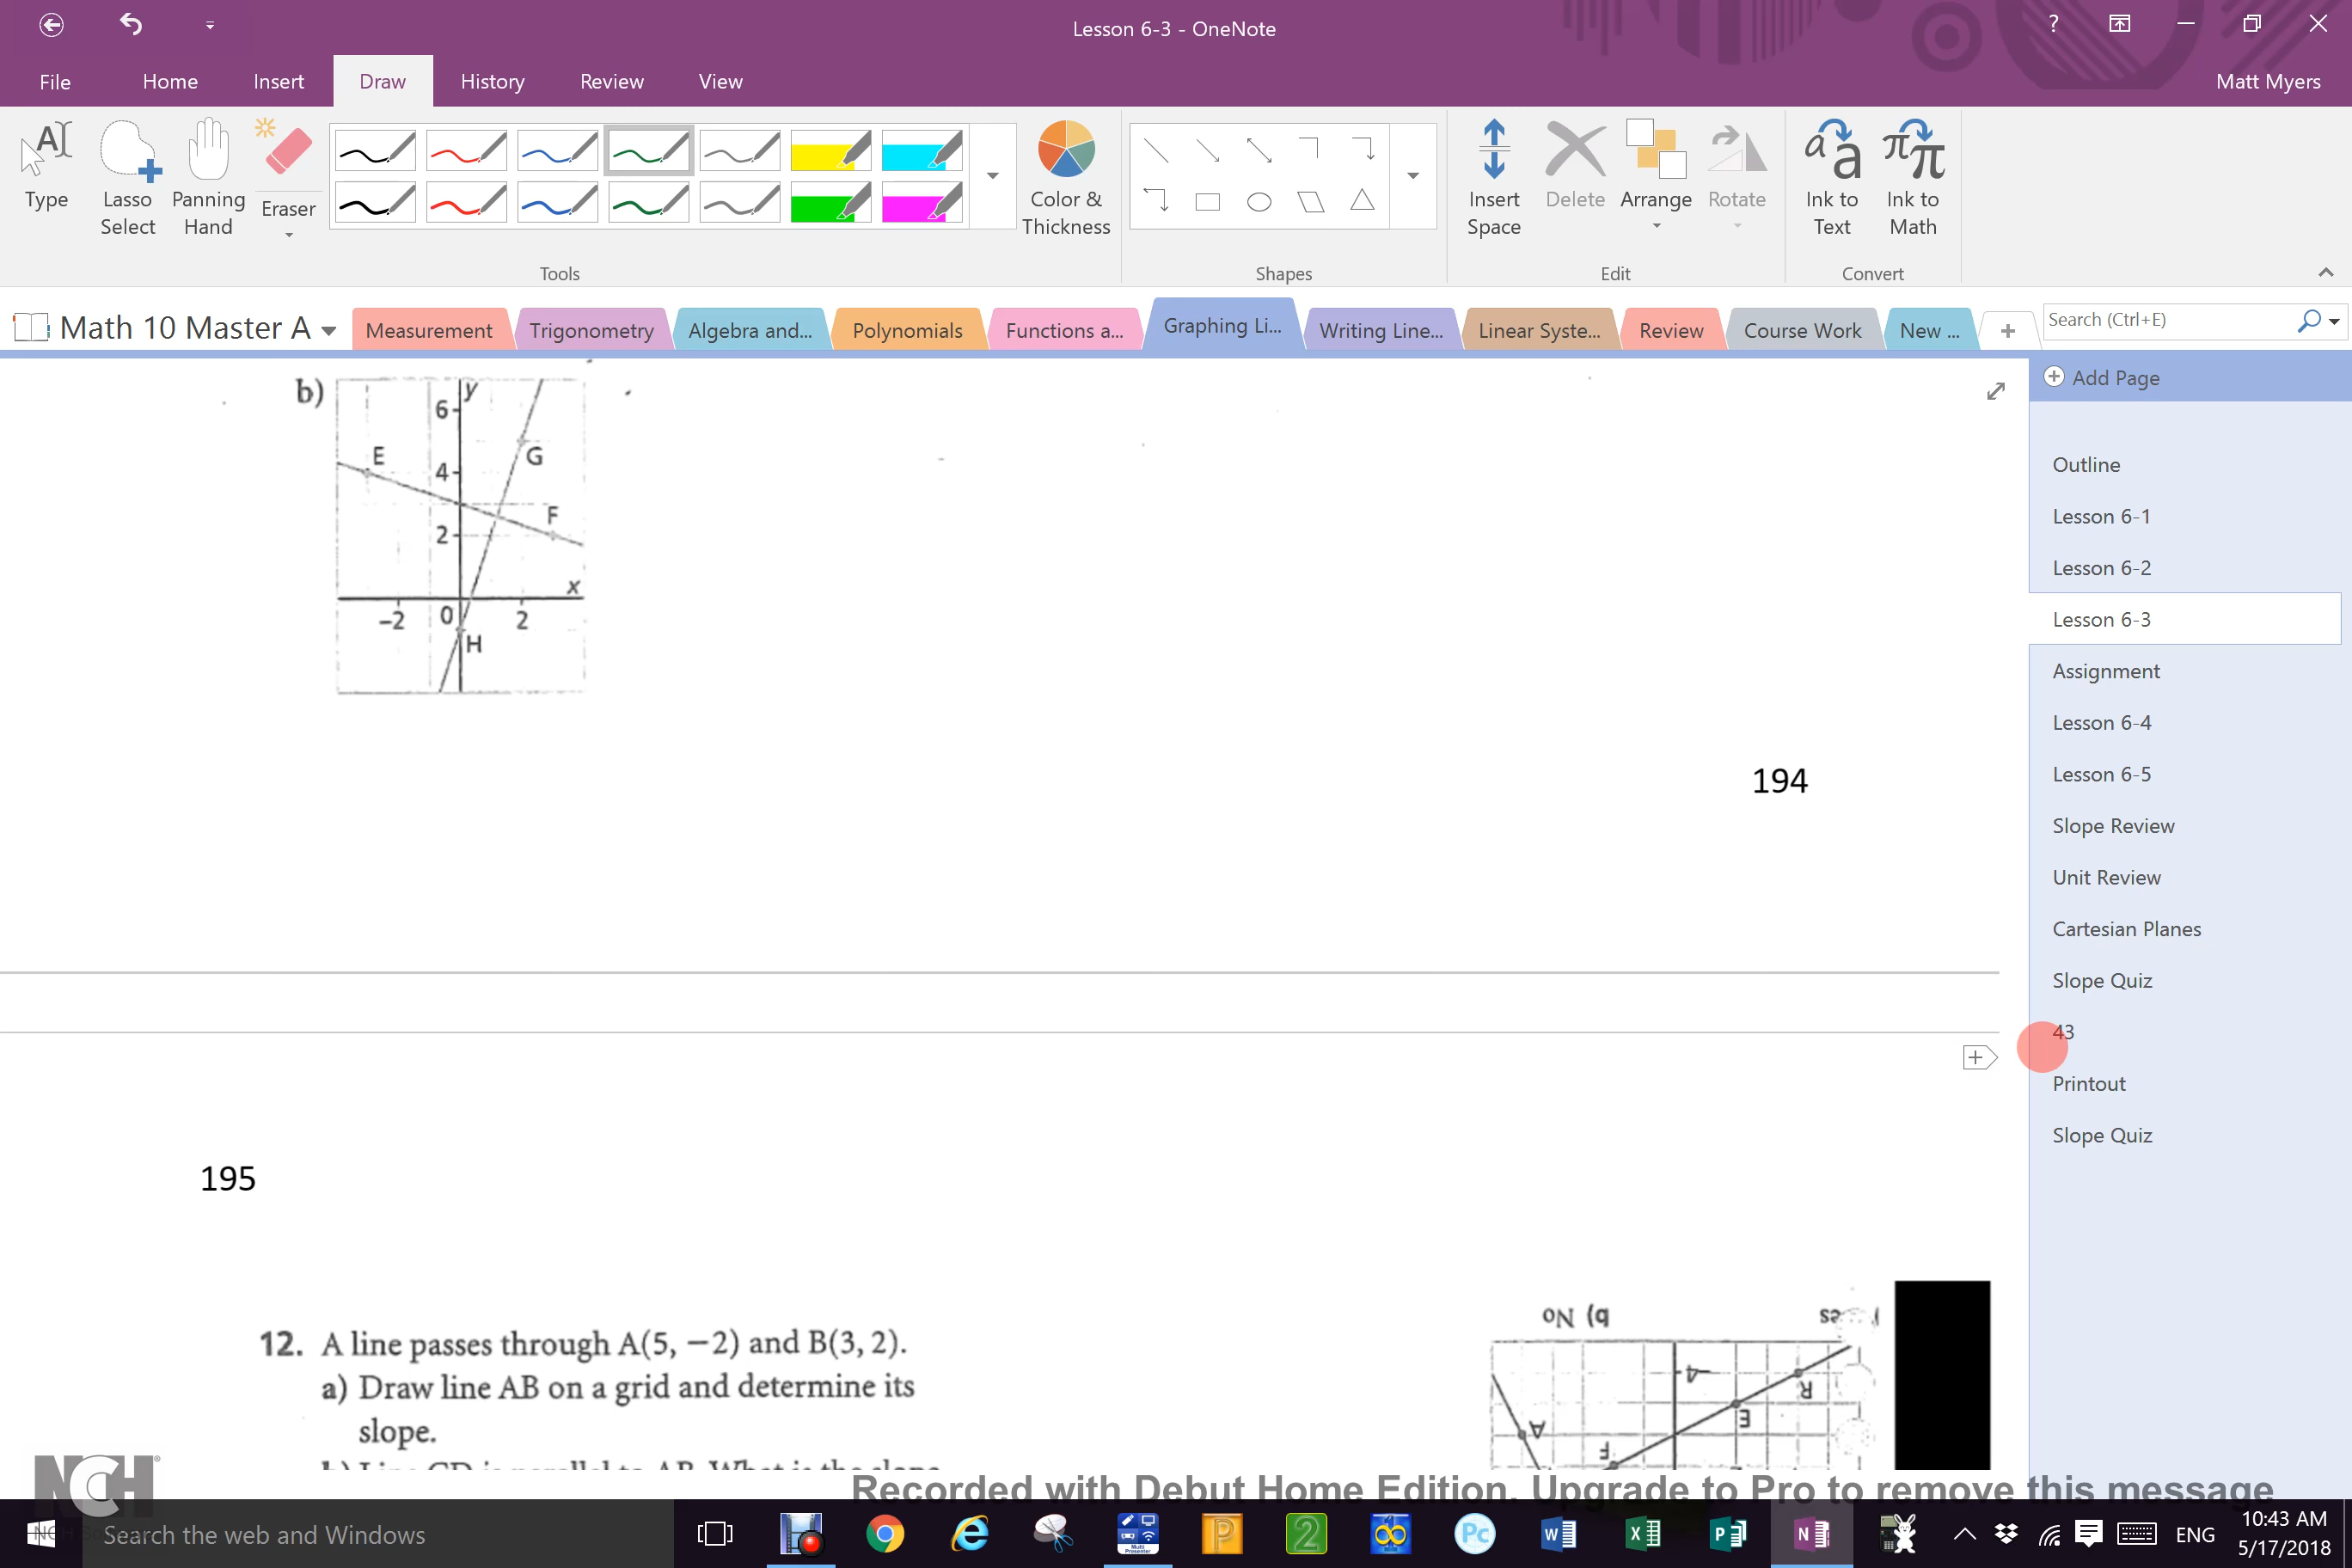 Lesson 6-3 - OneNote
?
File
Home
Insert
Draw
History
Review
View
Matt Myers
Type
Lasso Select
Panning Hand
Eraser
Color & Thickness
Insert Space
Delete
Arrange
Rotate
Ink to Text
Ink to Math
Tools
Shapes
Edit
Convert
Math 10 Master A
Measurement
Trigonometry
Algebra and...
Polynomials
Functions a...
Graphing Li...
Writing Line...
Linear Syste...
Review
Course Work
New ...
Search (Ctrl+E)
Add Page
Outline
Lesson 6-1
Lesson 6-2
Lesson 6-3
Assignment
Lesson 6-4
Lesson 6-5
Slope Review
Unit Review
Cartesian Planes
Slope Quiz
43
Printout
Slope Quiz
b)
y
6
E
G
4
F
2
x
-2
0
2
H
194
195
12. A line passes through A(5, −2) and B(3, 2).
a) Draw line AB on a grid and determine its
slope.
b) No
-4
R
E
A
F
NCH
Recorded with Debut Home Edition. Upgrade to Pro to remove this message
Search the web and Windows
ENG
10:43 AM
5/17/2018